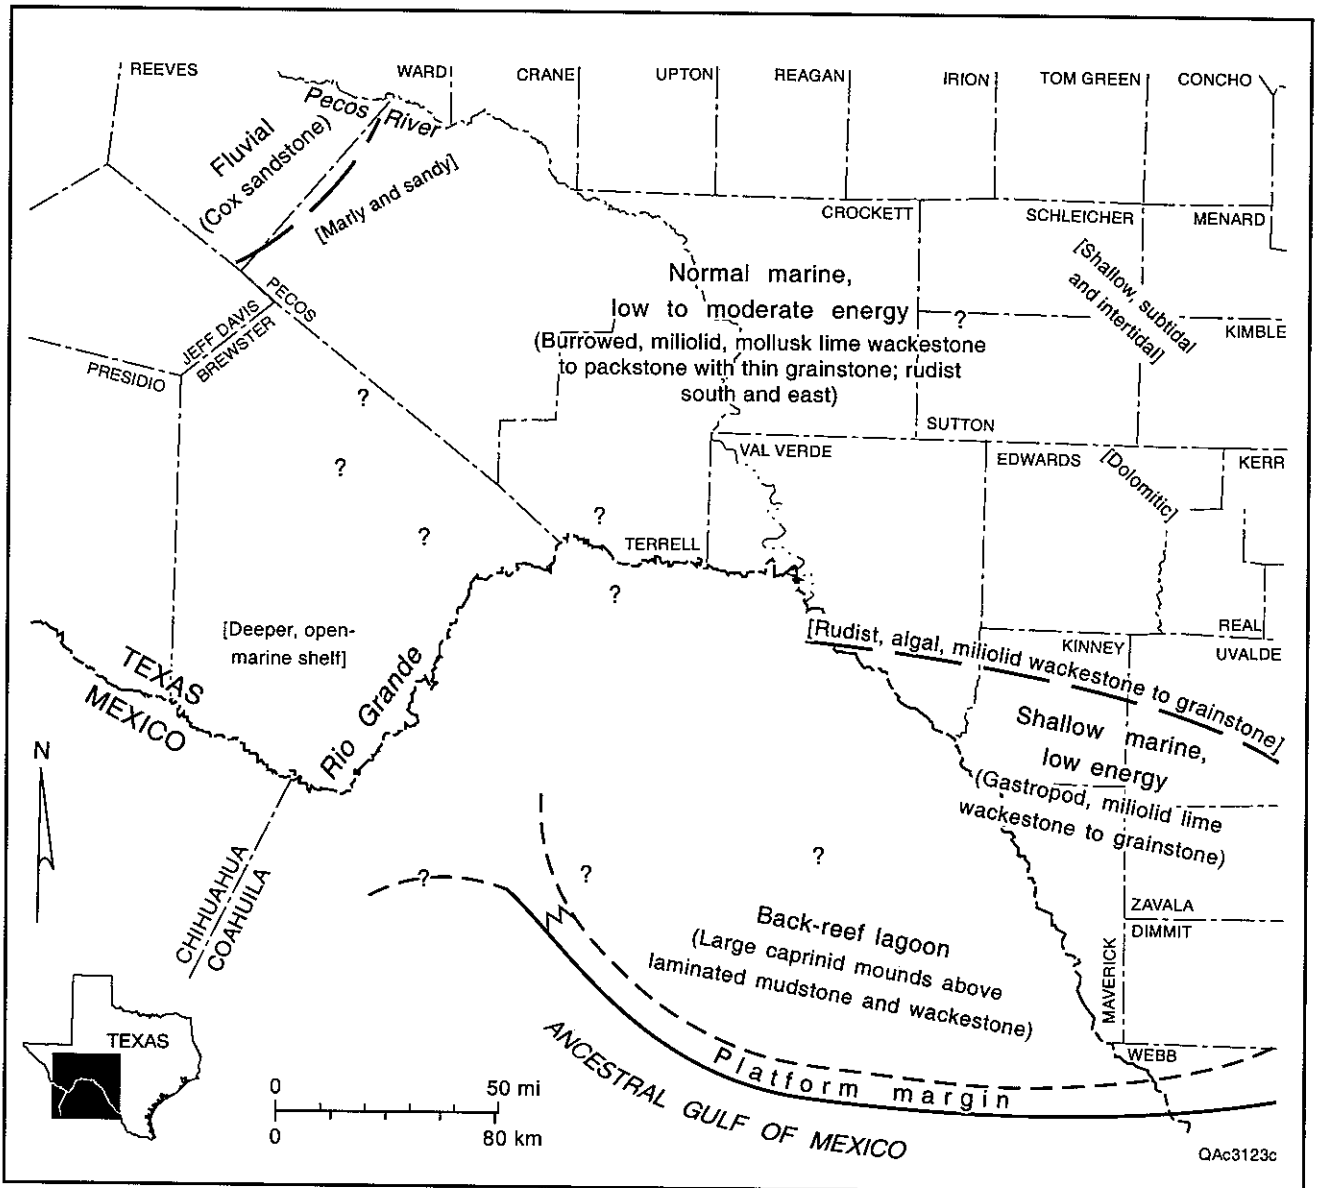 REEVES
WARD
CRANE
UPTON
REAGAN
IRION
TOM GREEN
CONCHO
Pecos River
Fluvial
(Cox sandstone)
[Marly and sandy]
CROCKETT
SCHLEICHER
MENARD
[Shallow, subtidal
and intertidal]
Normal marine,
low to moderate energy
(Burrowed, miliolid, mollusk lime wackestone
to packstone with thin grainstone; rudist
south and east)
?
KIMBLE
PECOS
JEFF DAVIS
BREWSTER
PRESIDIO
?
SUTTON
VAL VERDE
EDWARDS
[Dolomitic]
KERR
?
?
?
TERRELL
?
[Deeper, open-
marine shelf]
REAL
KINNEY
UVALDE
[Rudist, algal, miliolid wackestone to grainstone]
TEXAS
MEXICO
Rio Grande
Shallow marine,
low energy
(Gastropod, miliolid lime
wackestone to grainstone)
N
CHIHUAHUA
COAHUILA
?
?
?
ZAVALA
DIMMIT
MAVERICK
Back-reef lagoon
(Large caprinid mounds above
laminated mudstone and wackestone)
WEBB
Platform margin
ANCESTRAL GULF OF MEXICO
TEXAS
0 50 mi
0 80 km
QAc3123c